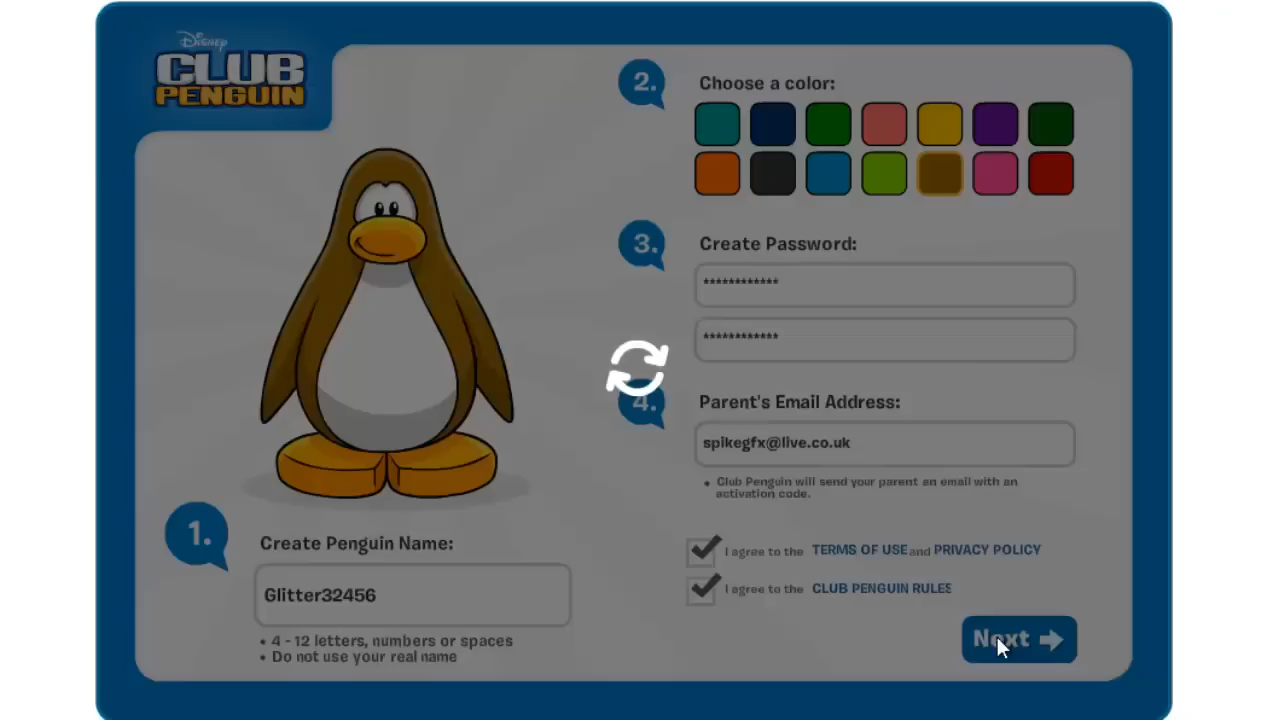 Disney
CLUB
PENGUIN
1.
Create Penguin Name:
Glitter32456
• 4 - 12 letters, numbers or spaces
• Do not use your real name
2.
Choose a color:
3.
Create Password:
************
************
4.
Parent's Email Address:
spikegfx@live.co.uk
• Club Penguin will send your parent an email with an
activation code.
I agree to the TERMS OF USE and PRIVACY POLICY
I agree to the CLUB PENGUIN RULES
Next